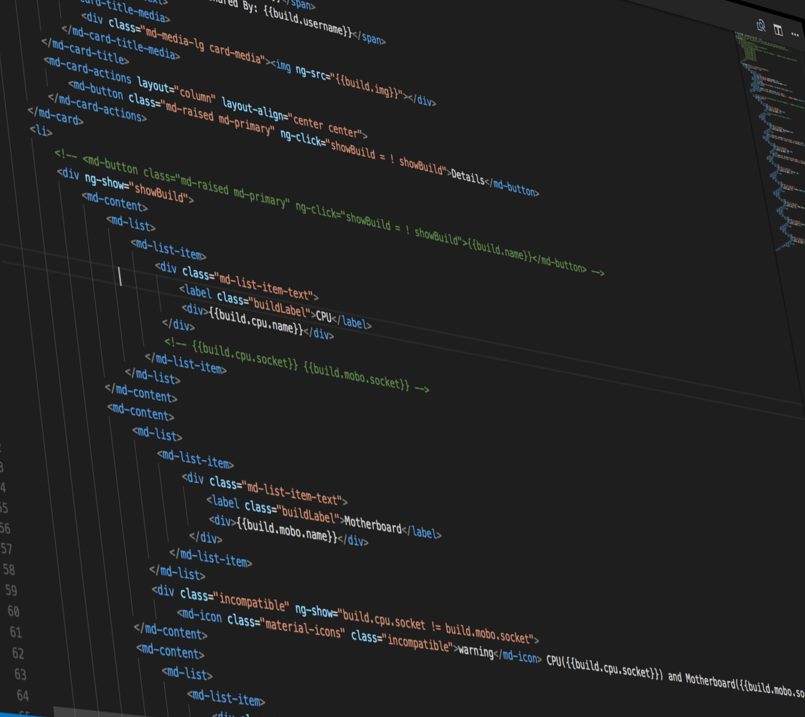 </span>
ared By: {{build.username}}</span>
card-title-media>
<div class="md-media-lg card-media"><img ng-src="{{build.img}}"></div>
</md-card-title-media>
</md-card-title>
<md-card-actions layout="column" layout-align="center center">
<md-button class="md-raised md-primary" ng-click="showBuild = ! showBuild">Details</md-button>
</md-card-actions>
</md-card>
<li>
<!-- <md-button class="md-raised md-primary" ng-click="showBuild = ! showBuild">{{build.name}}</md-button> -->
<div ng-show="showBuild">
<md-content>
<md-list>
<md-list-item>
<div class="md-list-item-text">
<label class="buildLabel">CPU</label>
<div>{{build.cpu.name}}</div>
</div>
<!-- {{build.cpu.socket}} {{build.mobo.socket}} -->
</md-list-item>
</md-list>
</md-content>
<md-content>
<md-list>
<md-list-item>
<div class="md-list-item-text">
<label class="buildLabel">Motherboard</label>
<div>{{build.mobo.name}}</div>
55 </div>
56 </md-list-item>
57 </md-list>
58 <div class="incompatible" ng-show="build.cpu.socket != build.mobo.socket">
59 <md-icon class="material-icons" class="incompatible">warning</md-icon> CPU({{build.cpu.socket}}) and Motherboard({{build.mobo.so
60 </md-content>
61 <md-content>
62 <md-list>
63 <md-list-item>
64